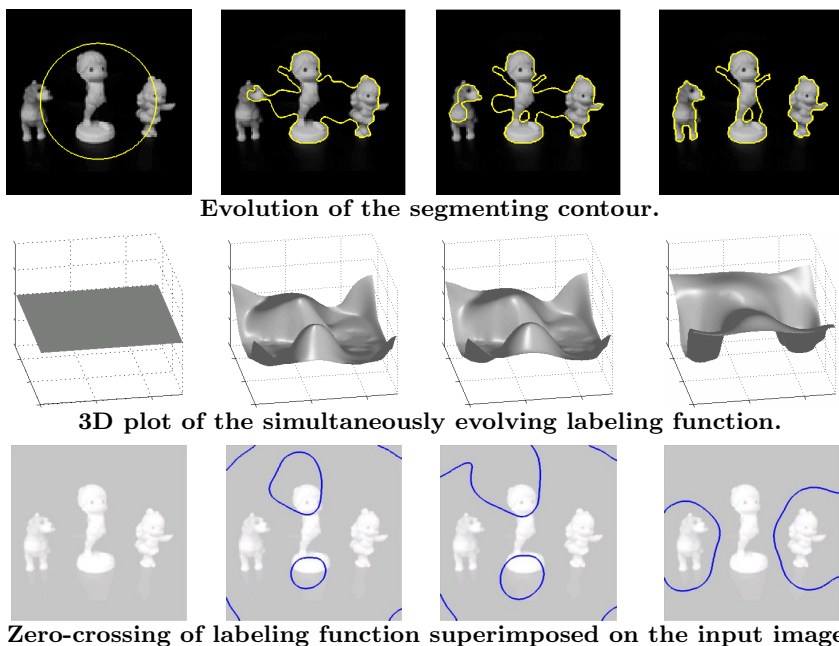 Evolution of the segmenting contour.
3D plot of the simultaneously evolving labeling function.
Zero-crossing of labeling function superimposed on the input image